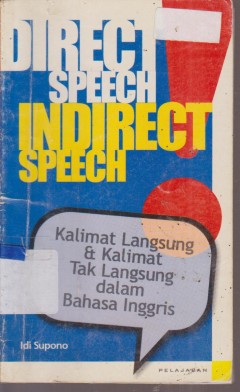 DIRECT
SPEECH
INDIRECT
SPEECH
Kalimat Langsung
& Kalimat
Tak Langsung
dalam
Bahasa Inggris
Idi Supono
PELAJARAN